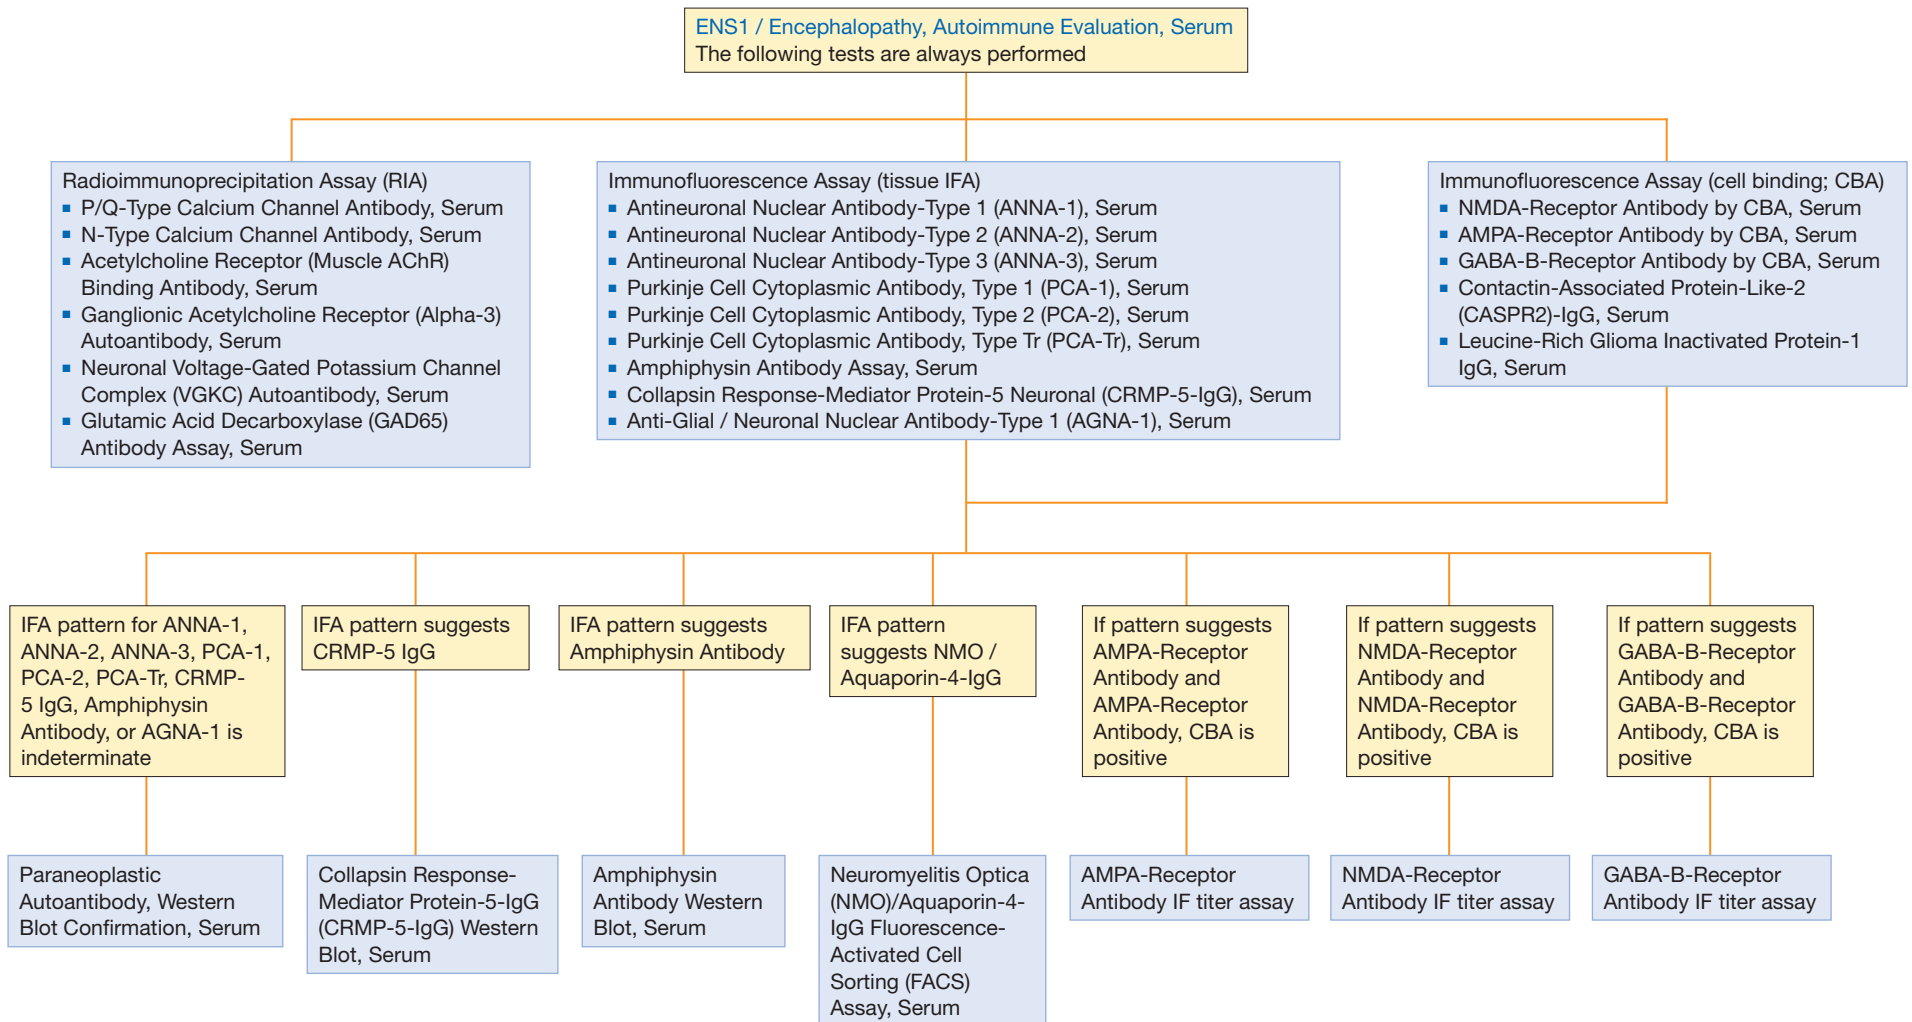 ENS1 / Encephalopathy, Autoimmune Evaluation, Serum
The following tests are always performed
Radioimmunoprecipitation Assay (RIA)
▪ P/Q-Type Calcium Channel Antibody, Serum
▪ N-Type Calcium Channel Antibody, Serum
▪ Acetylcholine Receptor (Muscle AChR)
Binding Antibody, Serum
▪ Ganglionic Acetylcholine Receptor (Alpha-3)
Autoantibody, Serum
▪ Neuronal Voltage-Gated Potassium Channel
Complex (VGKC) Autoantibody, Serum
▪ Glutamic Acid Decarboxylase (GAD65)
Antibody Assay, Serum
Immunofluorescence Assay (tissue IFA)
▪ Antineuronal Nuclear Antibody-Type 1 (ANNA-1), Serum
▪ Antineuronal Nuclear Antibody-Type 2 (ANNA-2), Serum
▪ Antineuronal Nuclear Antibody-Type 3 (ANNA-3), Serum
▪ Purkinje Cell Cytoplasmic Antibody, Type 1 (PCA-1), Serum
▪ Purkinje Cell Cytoplasmic Antibody, Type 2 (PCA-2), Serum
▪ Purkinje Cell Cytoplasmic Antibody, Type Tr (PCA-Tr), Serum
▪ Amphiphysin Antibody Assay, Serum
▪ Collapsin Response-Mediator Protein-5 Neuronal (CRMP-5-IgG), Serum
▪ Anti-Glial / Neuronal Nuclear Antibody-Type 1 (AGNA-1), Serum
Immunofluorescence Assay (cell binding; CBA)
▪ NMDA-Receptor Antibody by CBA, Serum
▪ AMPA-Receptor Antibody by CBA, Serum
▪ GABA-B-Receptor Antibody by CBA, Serum
▪ Contactin-Associated Protein-Like-2
(CASPR2)-IgG, Serum
▪ Leucine-Rich Glioma Inactivated Protein-1
IgG, Serum
IFA pattern for ANNA-1,
ANNA-2, ANNA-3, PCA-1,
PCA-2, PCA-Tr, CRMP-
5 IgG, Amphiphysin
Antibody, or AGNA-1 is
indeterminate
IFA pattern suggests
CRMP-5 IgG
IFA pattern suggests
Amphiphysin Antibody
IFA pattern
suggests NMO /
Aquaporin-4-IgG
If pattern suggests
AMPA-Receptor
Antibody and
AMPA-Receptor
Antibody, CBA is
positive
If pattern suggests
NMDA-Receptor
Antibody and
NMDA-Receptor
Antibody, CBA is
positive
If pattern suggests
GABA-B-Receptor
Antibody and
GABA-B-Receptor
Antibody, CBA is
positive
Paraneoplastic
Autoantibody, Western
Blot Confirmation, Serum
Collapsin Response-
Mediator Protein-5-IgG
(CRMP-5-IgG) Western
Blot, Serum
Amphiphysin
Antibody Western
Blot, Serum
Neuromyelitis Optica
(NMO)/Aquaporin-4-
IgG Fluorescence-
Activated Cell
Sorting (FACS)
Assay, Serum
AMPA-Receptor
Antibody IF titer assay
NMDA-Receptor
Antibody IF titer assay
GABA-B-Receptor
Antibody IF titer assay